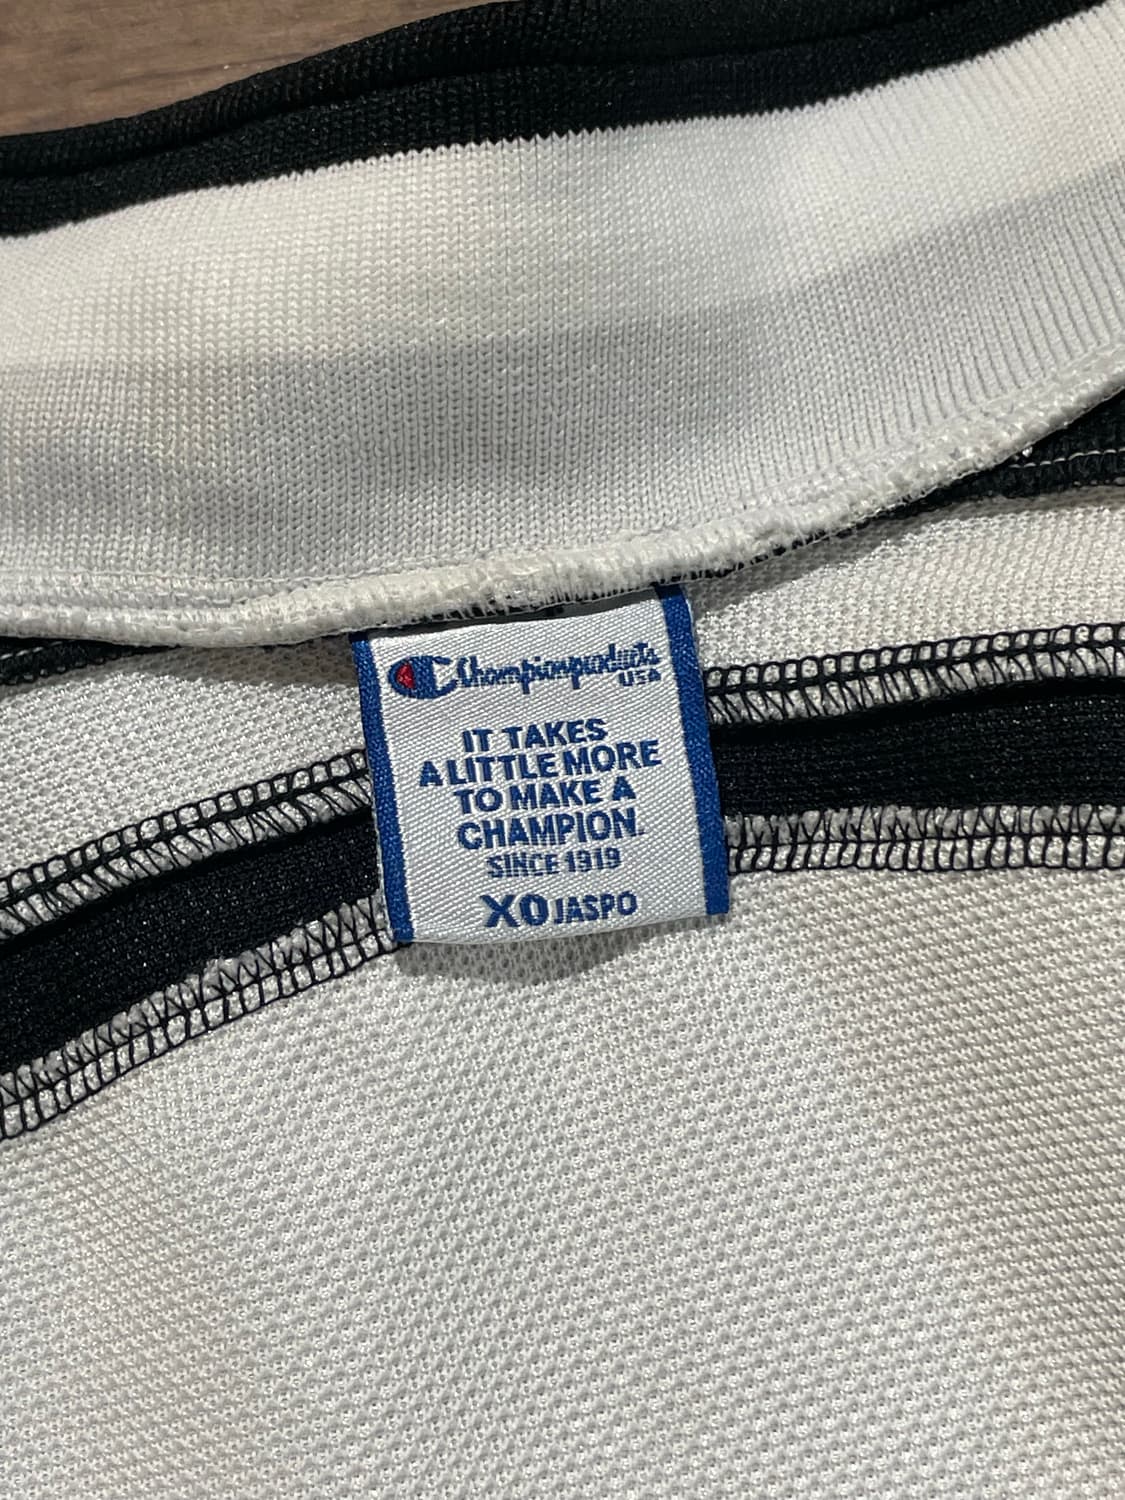 Championproducts
USA
IT TAKES
A LITTLE MORE
TO MAKE A
CHAMPION.
SINCE 1919
XO JASPO